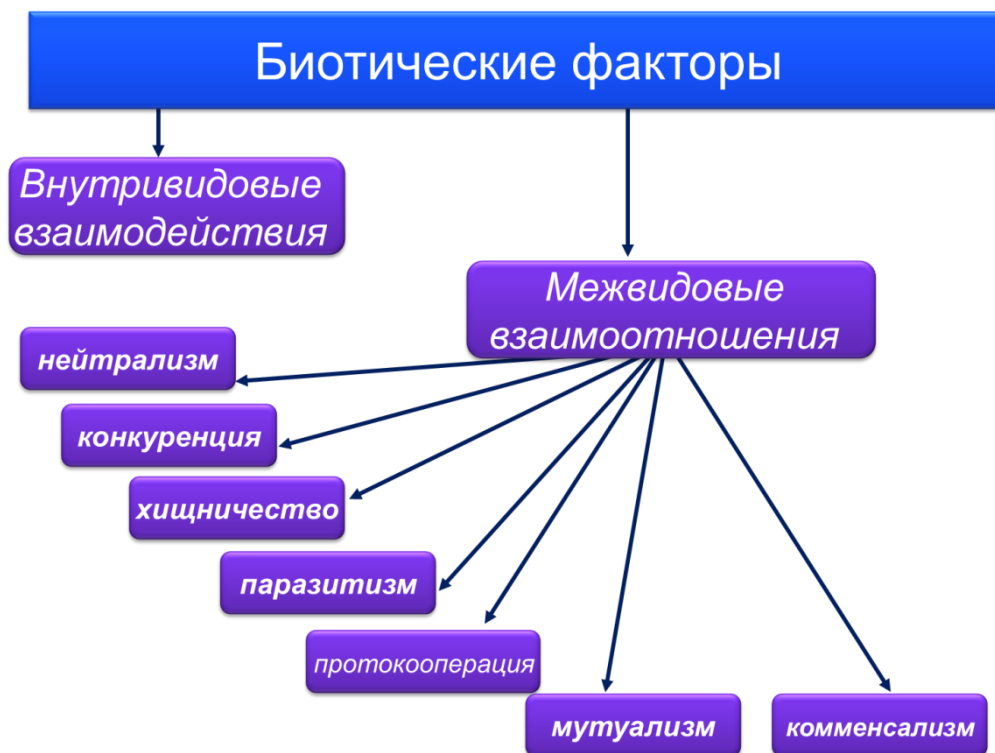 Биотические факторы
Внутривидовые
взаимодействия
Межвидовые
взаимоотношения
нейтрализм
конкуренция
хищничество
паразитизм
протокооперация
мутуализм
комменсализм